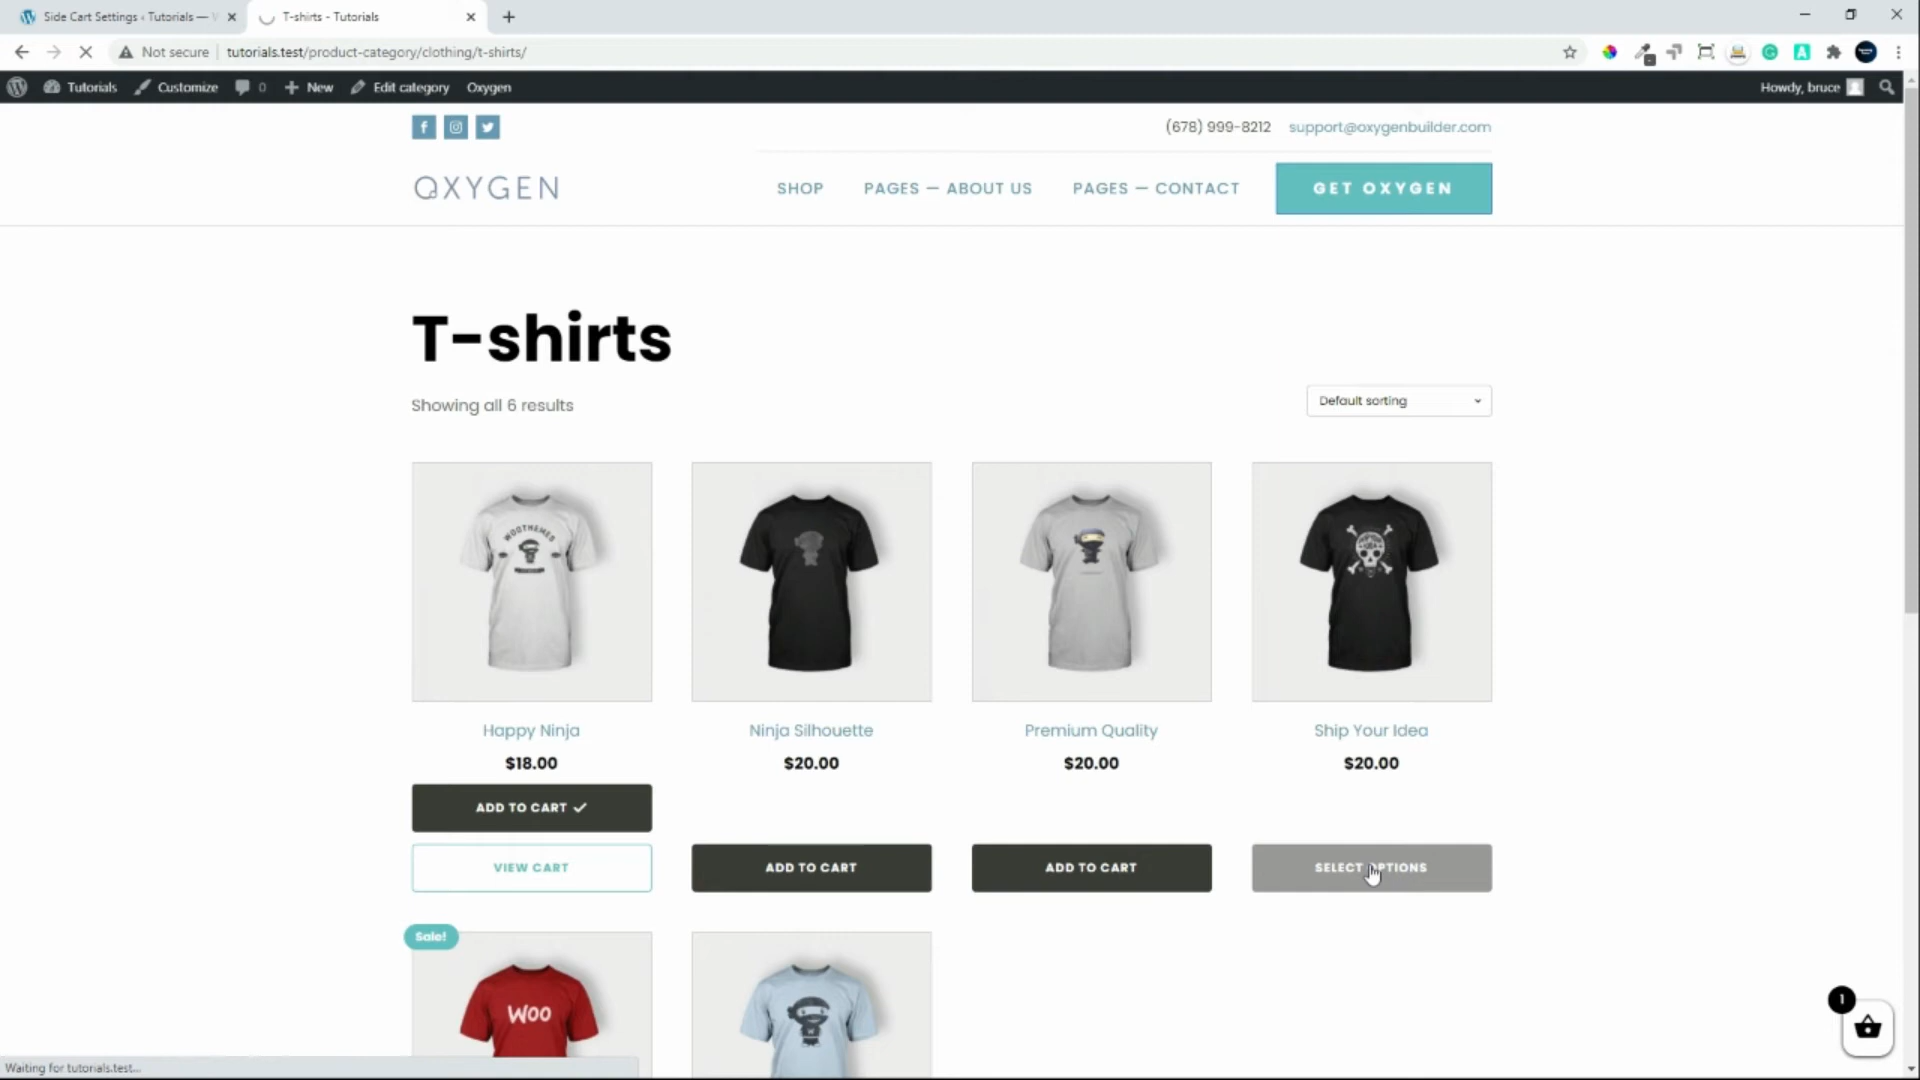 Side Cart Settings ‹ Tutorials — W
T-shirts - Tutorials
Not secure
tutorials.test/product-category/clothing/t-shirts/
Tutorials
Customize
0
New
Edit category
Oxygen
Howdy, bruce
(678) 999-8212
support@oxygenbuilder.com
OXYGEN
SHOP
PAGES — ABOUT US
PAGES — CONTACT
GET OXYGEN
T-shirts
Showing all 6 results
Default sorting
WOOTHEMES
Happy Ninja
Ninja Silhouette
Premium Quality
Ship Your Idea
$18.00
$20.00
$20.00
$20.00
ADD TO CART
VIEW CART
ADD TO CART
ADD TO CART
SELECT OPTIONS
Sale!
WOO
1
Waiting for tutorials.test...